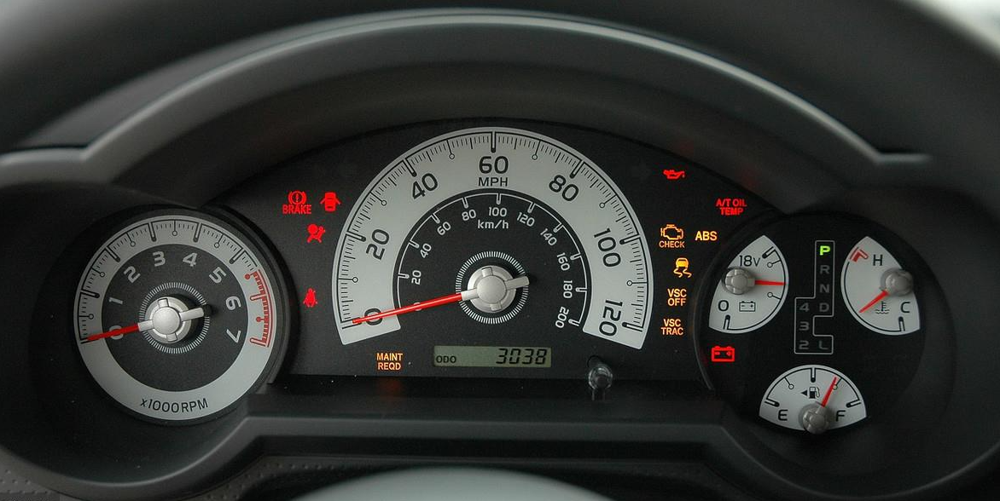 BRAKE
0
1
2
3
4
5
6
7
x1000RPM
0
20
40
60
80
100
120
MPH
20
40
60
80
100
120
140
160
180
200
km/h
MAINT
REQD
ODO 3038
A/T OIL
TEMP
CHECK
ABS
VSC
OFF
VSC
TRAC
18V
0
P
R
N
4 D
3
2 L
H
C
E F